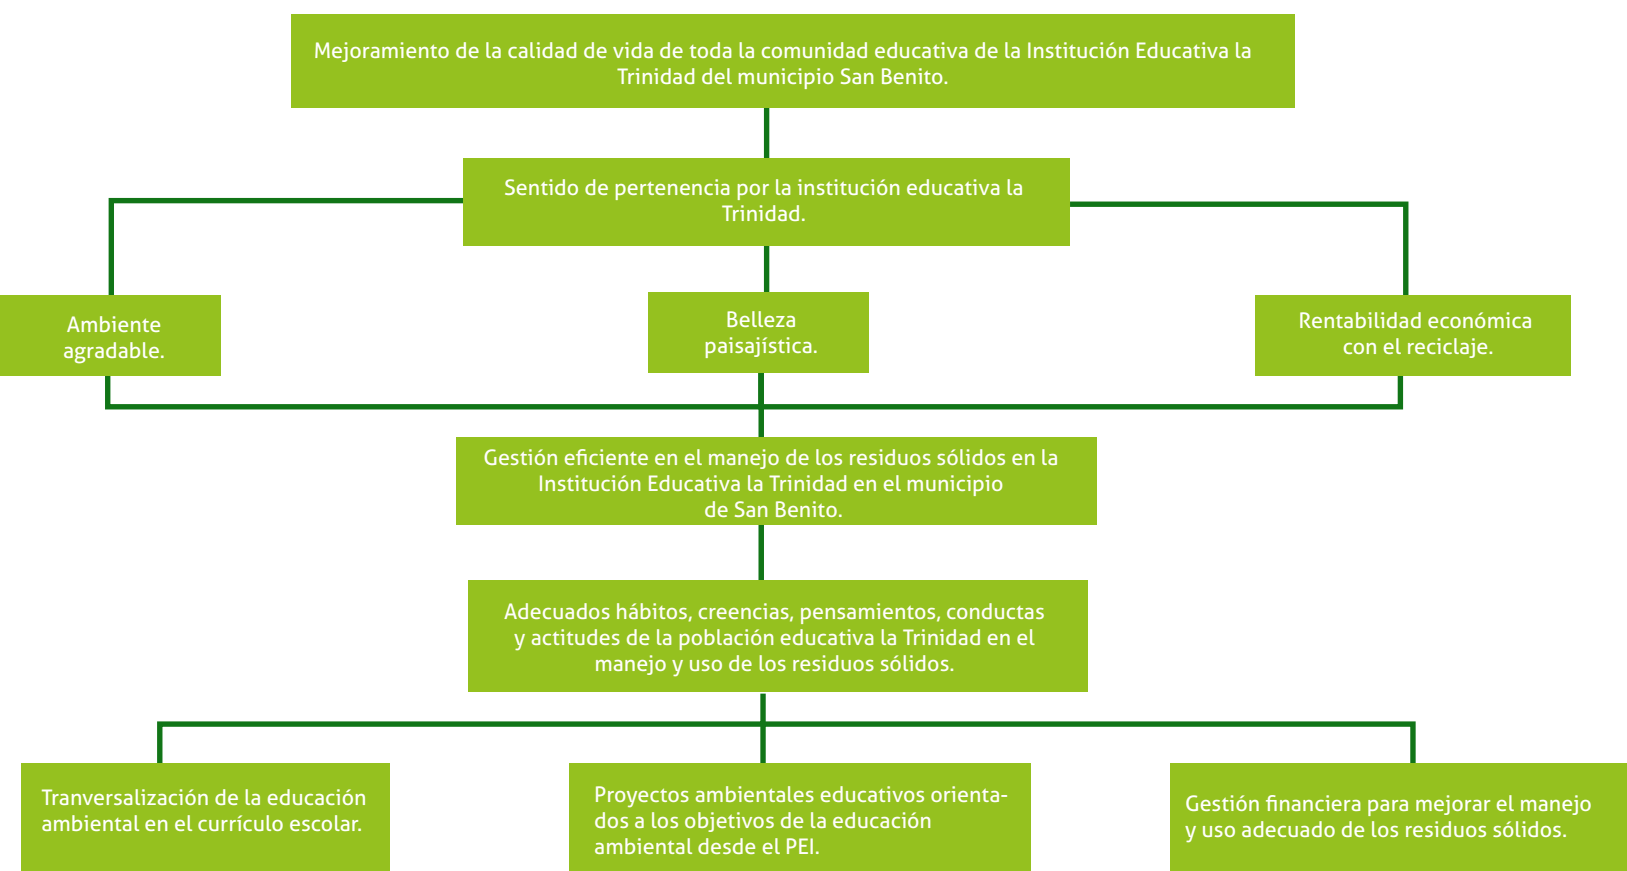 Mejoramiento de la calidad de vida de toda la comunidad educativa de la Institución Educativa la
Trinidad del municipio San Benito.
Sentido de pertenencia por la institución educativa la
Trinidad.
Ambiente
agradable.
Belleza
paisajística.
Rentabilidad económica
con el reciclaje.
Gestión eficiente en el manejo de los residuos sólidos en la
Institución Educativa la Trinidad en el municipio
de San Benito.
Adecuados hábitos, creencias, pensamientos, conductas
y actitudes de la población educativa la Trinidad en el
manejo y uso de los residuos sólidos.
Tranversalización de la educación
ambiental en el currículo escolar.
Proyectos ambientales educativos orienta-
dos a los objetivos de la educación
ambiental desde el PEI.
Gestión financiera para mejorar el manejo
y uso adecuado de los residuos sólidos.